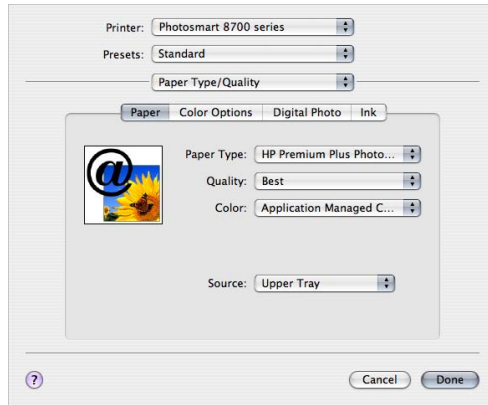 Printer: Photosmart 8700 series
Presets: Standard
Paper Type/Quality
Paper Color Options Digital Photo Ink
@
Paper Type: HP Premium Plus Photo...
Quality: Best
Color: Application Managed C...
Source: Upper Tray
? Cancel Done